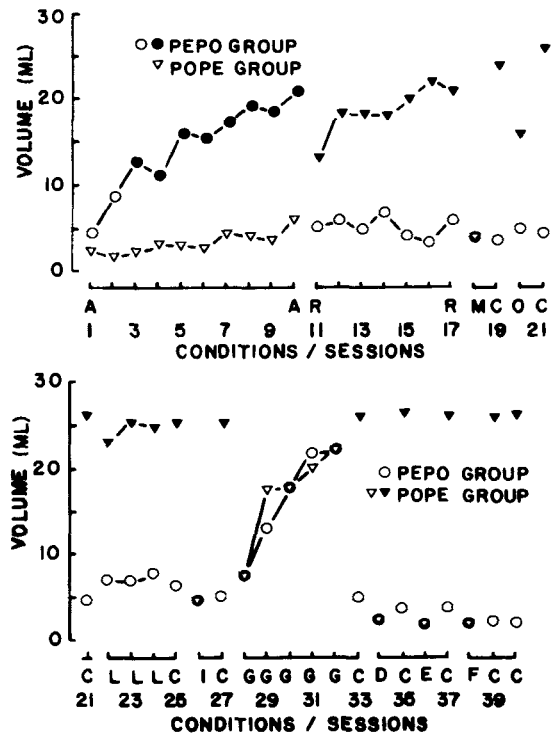 30
20
10
0
VOLUME (ML)
PEPO GROUP
POPE GROUP
A A R R M C O C
1 3 5 7 9 11 13 15 17 19 21
CONDITIONS / SESSIONS
30
20
10
0
VOLUME (ML)
PEPO GROUP
POPE GROUP
C L L L C I C G G G G G C D C E C F C C
21 23 25 27 29 31 33 35 37 39
CONDITIONS / SESSIONS